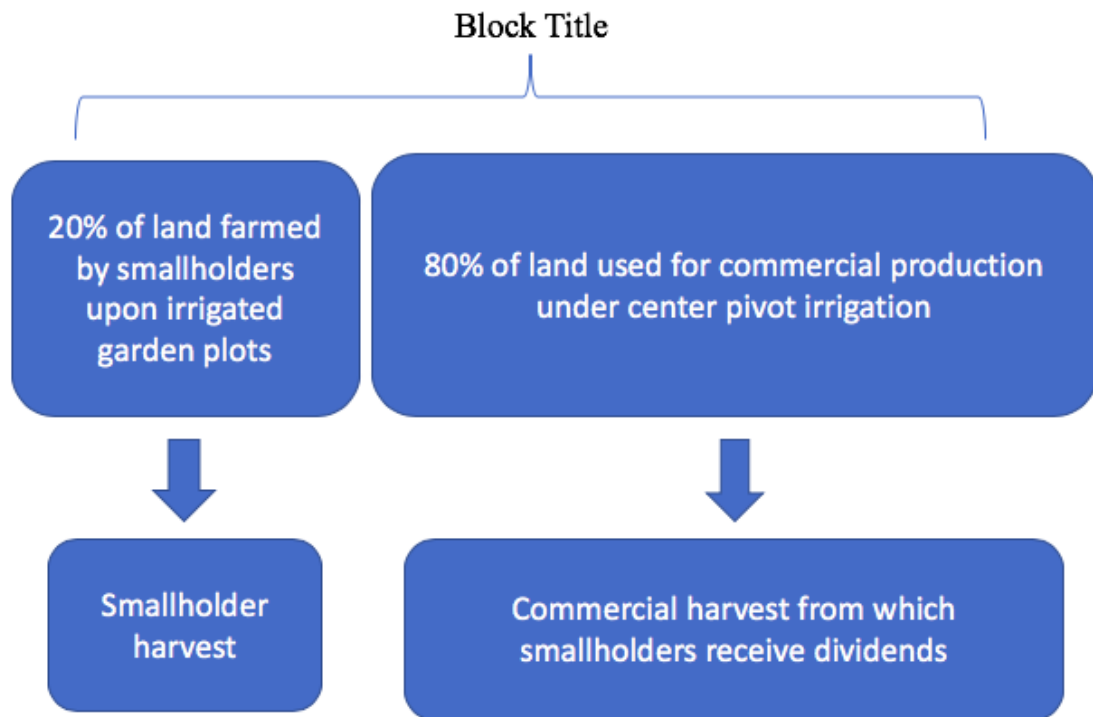 Block Title
20% of land farmed
by smallholders
upon irrigated
garden plots
80% of land used for commercial production
under center pivot irrigation
Smallholder
harvest
Commercial harvest from which
smallholders receive dividends